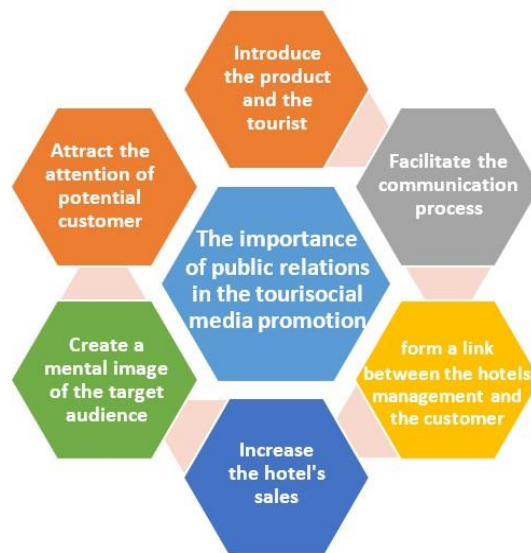 Introduce
the product
and the
tourist
Attract the
attention of
potential
customer
Facilitate the
communication
process
The importance
of public relations
in the tourisocial
media promotion
Create a
mental image
of the target
audience
form a link
between the hotels
management and
the customer
Increase
the hotel's
sales